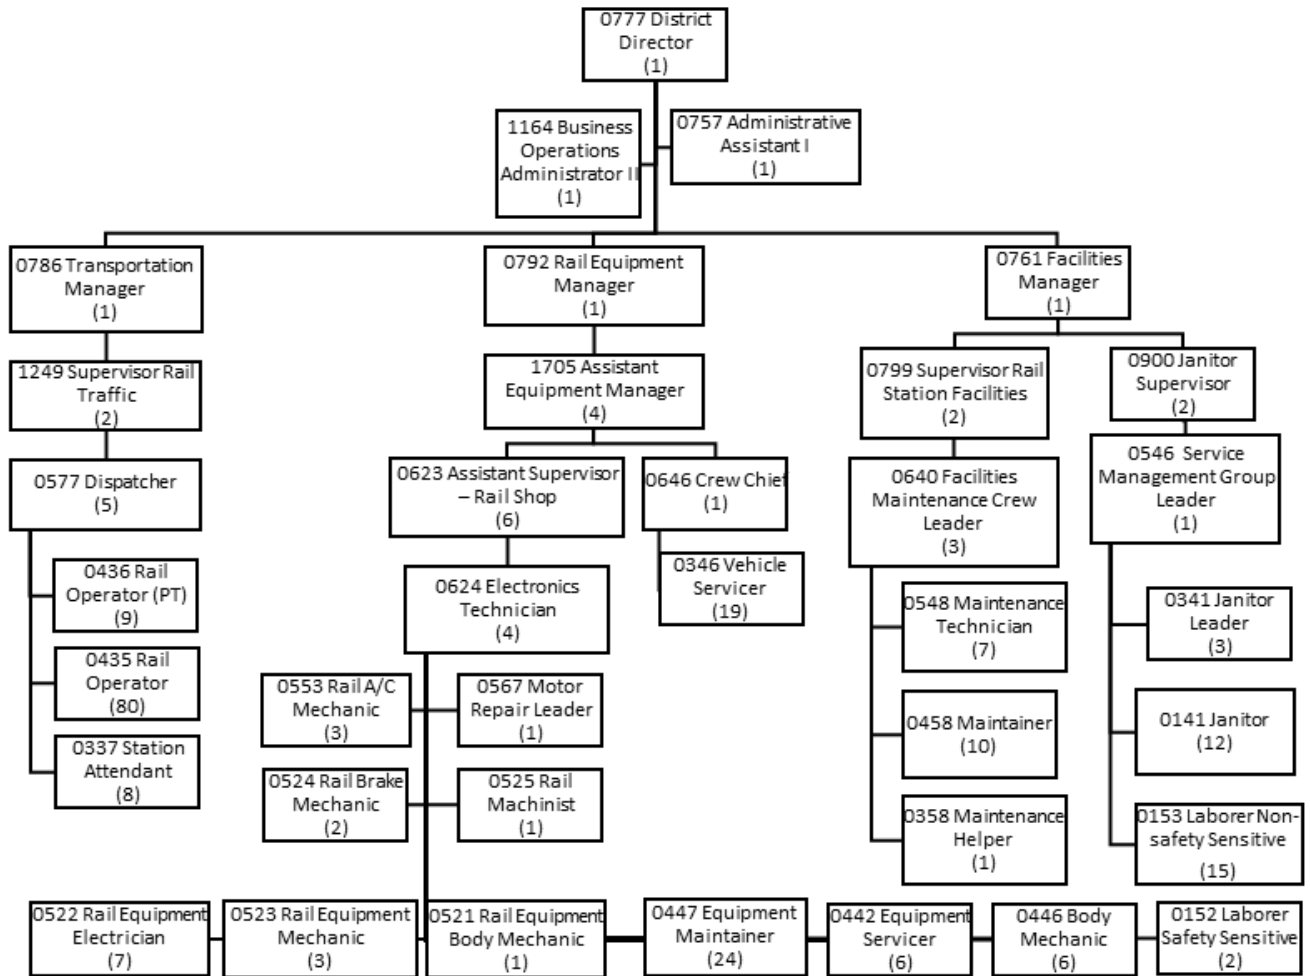 0777 District
Director
(1)
1164 Business
Operations
Administrator II
(1)
0757 Administrative
Assistant I
(1)
0786 Transportation
Manager
(1)
1249 Supervisor Rail
Traffic
(2)
0577 Dispatcher
(5)
0436 Rail
Operator (PT)
(9)
0435 Rail
Operator
(80)
0337 Station
Attendant
(8)
0792 Rail Equipment
Manager
(1)
1705 Assistant
Equipment Manager
(4)
0623 Assistant Supervisor
– Rail Shop
(6)
0646 Crew Chief
(1)
0346 Vehicle
Servicer
(19)
0624 Electronics
Technician
(4)
0553 Rail A/C
Mechanic
(3)
0567 Motor
Repair Leader
(1)
0524 Rail Brake
Mechanic
(2)
0525 Rail
Machinist
(1)
0522 Rail Equipment
Electrician
(7)
0523 Rail Equipment
Mechanic
(3)
0521 Rail Equipment
Body Mechanic
(1)
0447 Equipment
Maintainer
(24)
0442 Equipment
Servicer
(6)
0446 Body
Mechanic
(6)
0152 Laborer
Safety Sensitive
(2)
0761 Facilities
Manager
(1)
0799 Supervisor Rail
Station Facilities
(2)
0640 Facilities
Maintenance Crew
Leader
(3)
0548 Maintenance
Technician
(7)
0458 Maintainer
(10)
0358 Maintenance
Helper
(1)
0900 Janitor
Supervisor
(2)
0546 Service
Management Group
Leader
(1)
0341 Janitor
Leader
(3)
0141 Janitor
(12)
0153 Laborer Non-
safety Sensitive
(15)